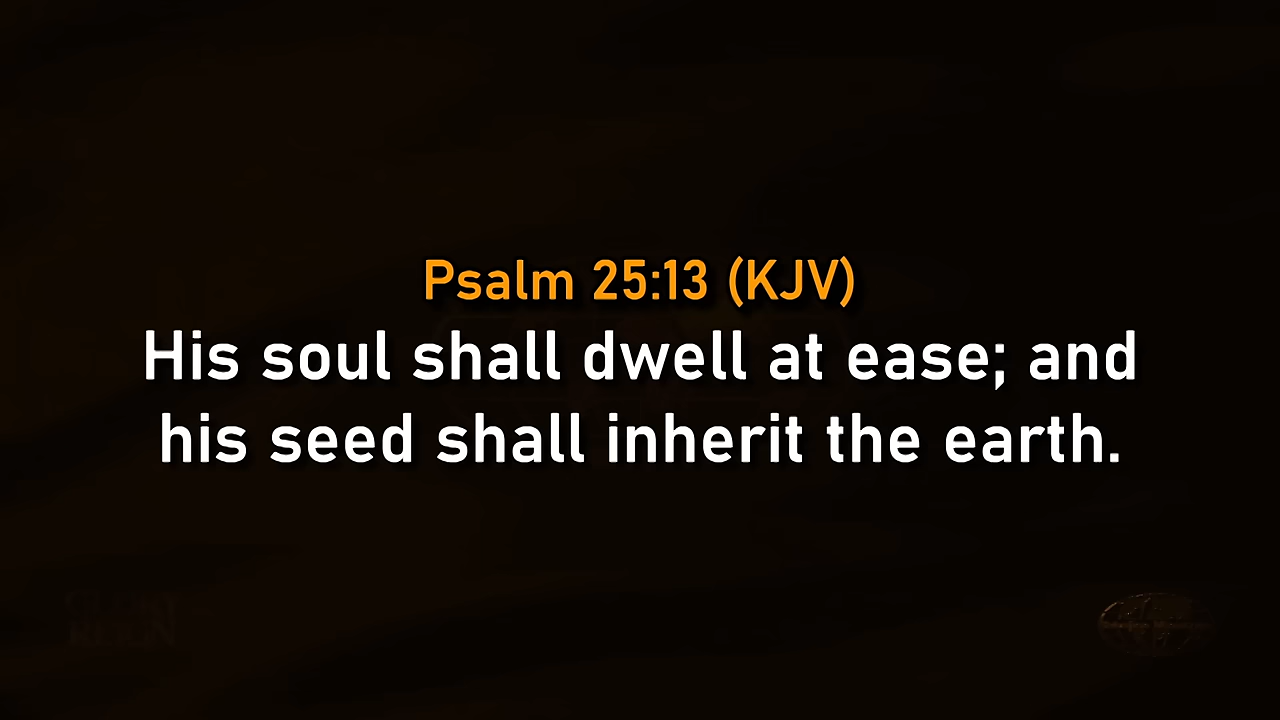 Psalm 25:13 (KJV)
His soul shall dwell at ease; and
his seed shall inherit the earth.